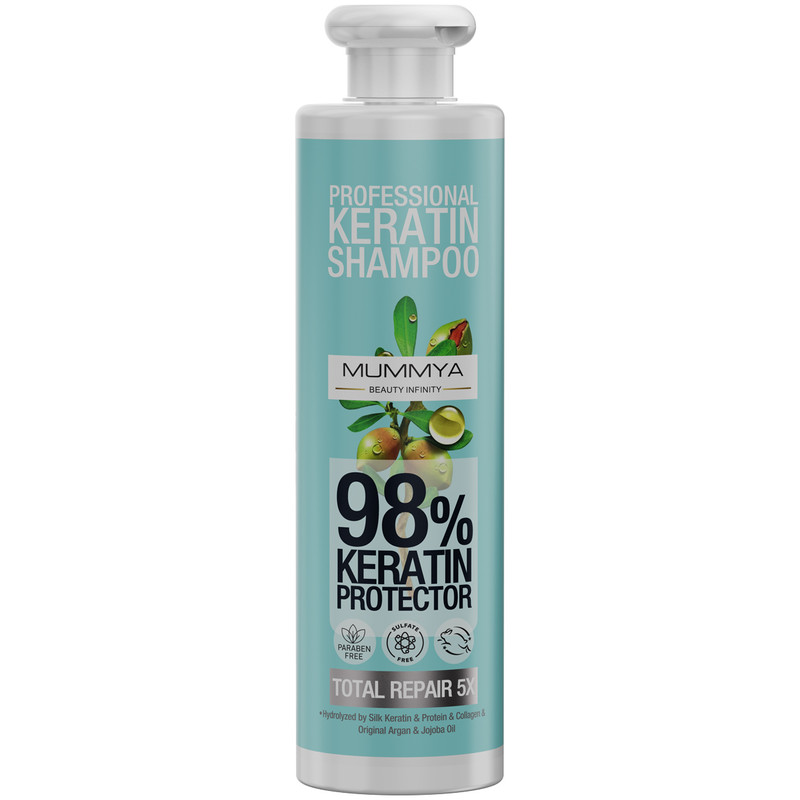 PROFESSIONAL
KERATIN
SHAMPOO
MUMMYA
BEAUTY INFINITY
98%
KERATIN
PROTECTOR
PARABEN
FREE
SULFATE
FREE
TOTAL REPAIR 5X
•Hydrolyzed by Silk Keratin & Protein & Collagen &
Original Argan & Jojoba Oil